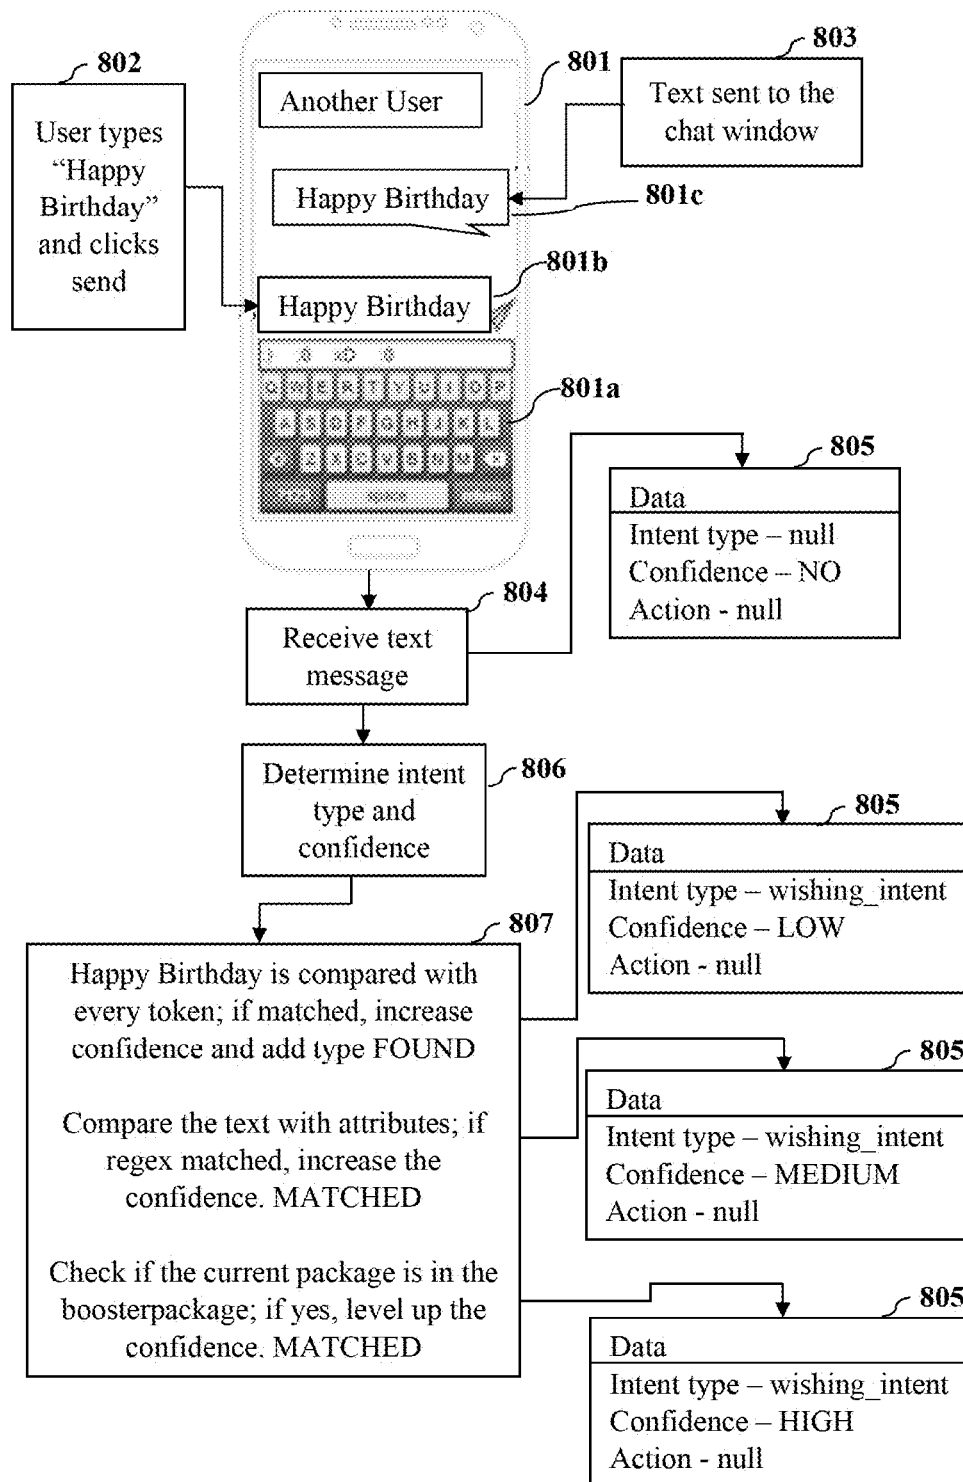 802
User types
“Happy
Birthday”
and clicks
send
801
Another User
803
Text sent to the
chat window
Happy Birthday
801c
801b
Happy Birthday
801a
805
Data
Intent type – null
Confidence – NO
Action - null
804
Receive text
message
806
Determine intent
type and
confidence
805
Data
Intent type – wishing_intent
Confidence – LOW
Action - null
807
Happy Birthday is compared with
every token; if matched, increase
confidence and add type FOUND
Compare the text with attributes; if
regex matched, increase the
confidence. MATCHED
Check if the current package is in the
boosterpackage; if yes, level up the
confidence. MATCHED
805
Data
Intent type – wishing_intent
Confidence – MEDIUM
Action - null
805
Data
Intent type – wishing_intent
Confidence – HIGH
Action - null